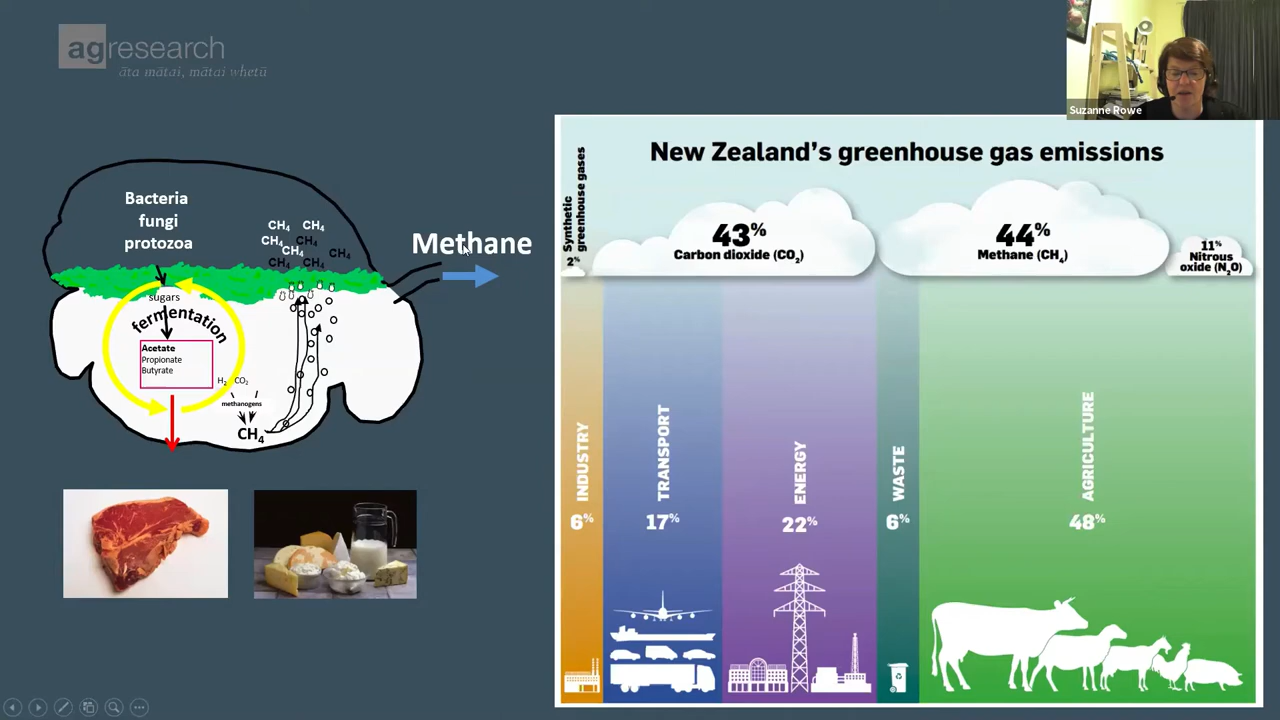 agresearch
āta mātai, mātai whetū
Suzanne Rowe
Bacteria
fungi
protozoa
CH₄ CH₄
CH₄ CH₄
CH₄ CH₄
CH₄ CH₄
Methane
sugars
fermentation
Acetate
Propionate
Butyrate
H₂ CO₂
methanogens
CH₄
New Zealand's greenhouse gas emissions
Synthetic
greenhouse gases
2%
43%
Carbon dioxide (CO₂)
44%
Methane (CH₄)
11%
Nitrous
oxide (N₂O)
INDUSTRY
6%
TRANSPORT
17%
ENERGY
22%
WASTE
6%
AGRICULTURE
48%